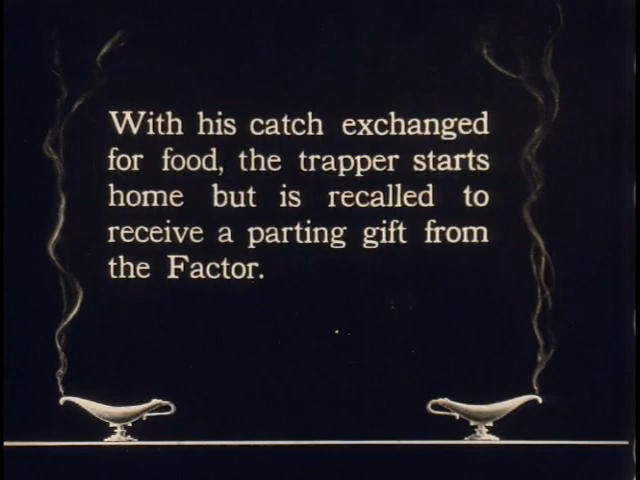 With his catch exchanged
for food, the trapper starts
home but is recalled to
receive a parting gift from
the Factor.